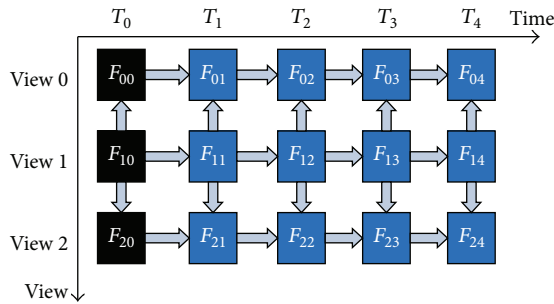 T0 T1 T2 T3 T4 Time
View 0 F00 F01 F02 F03 F04
View 1 F10 F11 F12 F13 F14
View 2 F20 F21 F22 F23 F24
View